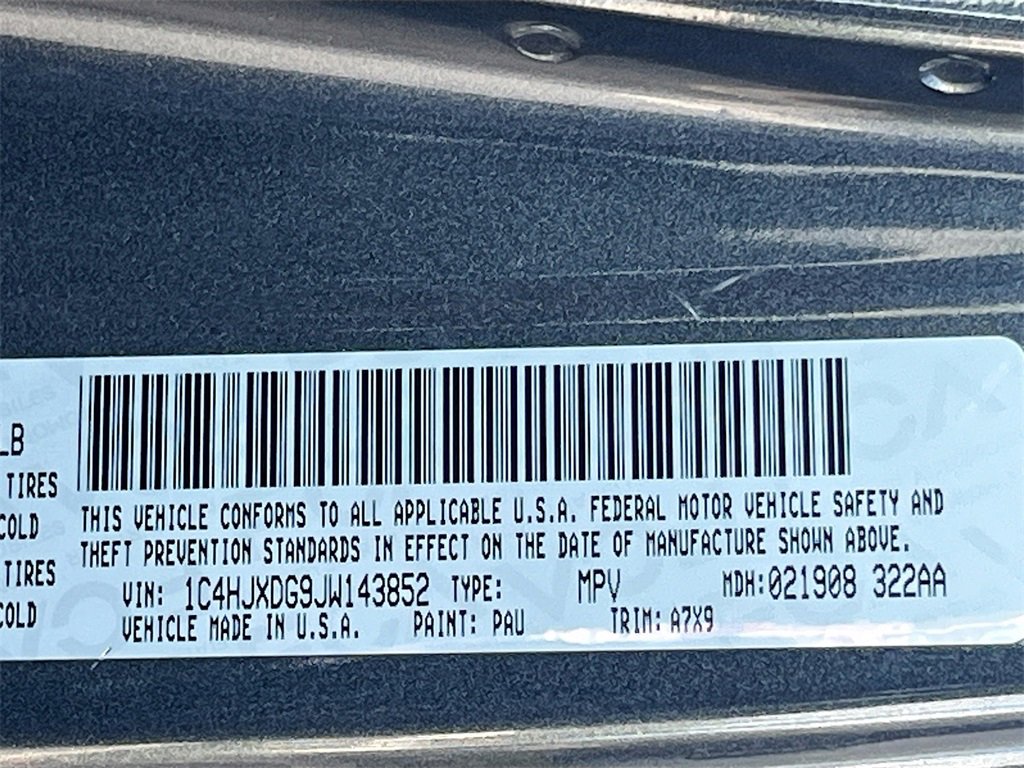 LB
TIRES
COLD
TIRES
COLD
THIS VEHICLE CONFORMS TO ALL APPLICABLE U.S.A. FEDERAL MOTOR VEHICLE SAFETY AND
THEFT PREVENTION STANDARDS IN EFFECT ON THE DATE OF MANUFACTURE SHOWN ABOVE.
VIN: 1C4HJXDG9JW143852 TYPE: MPV MDH:021908 322AA
VEHICLE MADE IN U.S.A. PAINT: PAU TRIM: A7X9